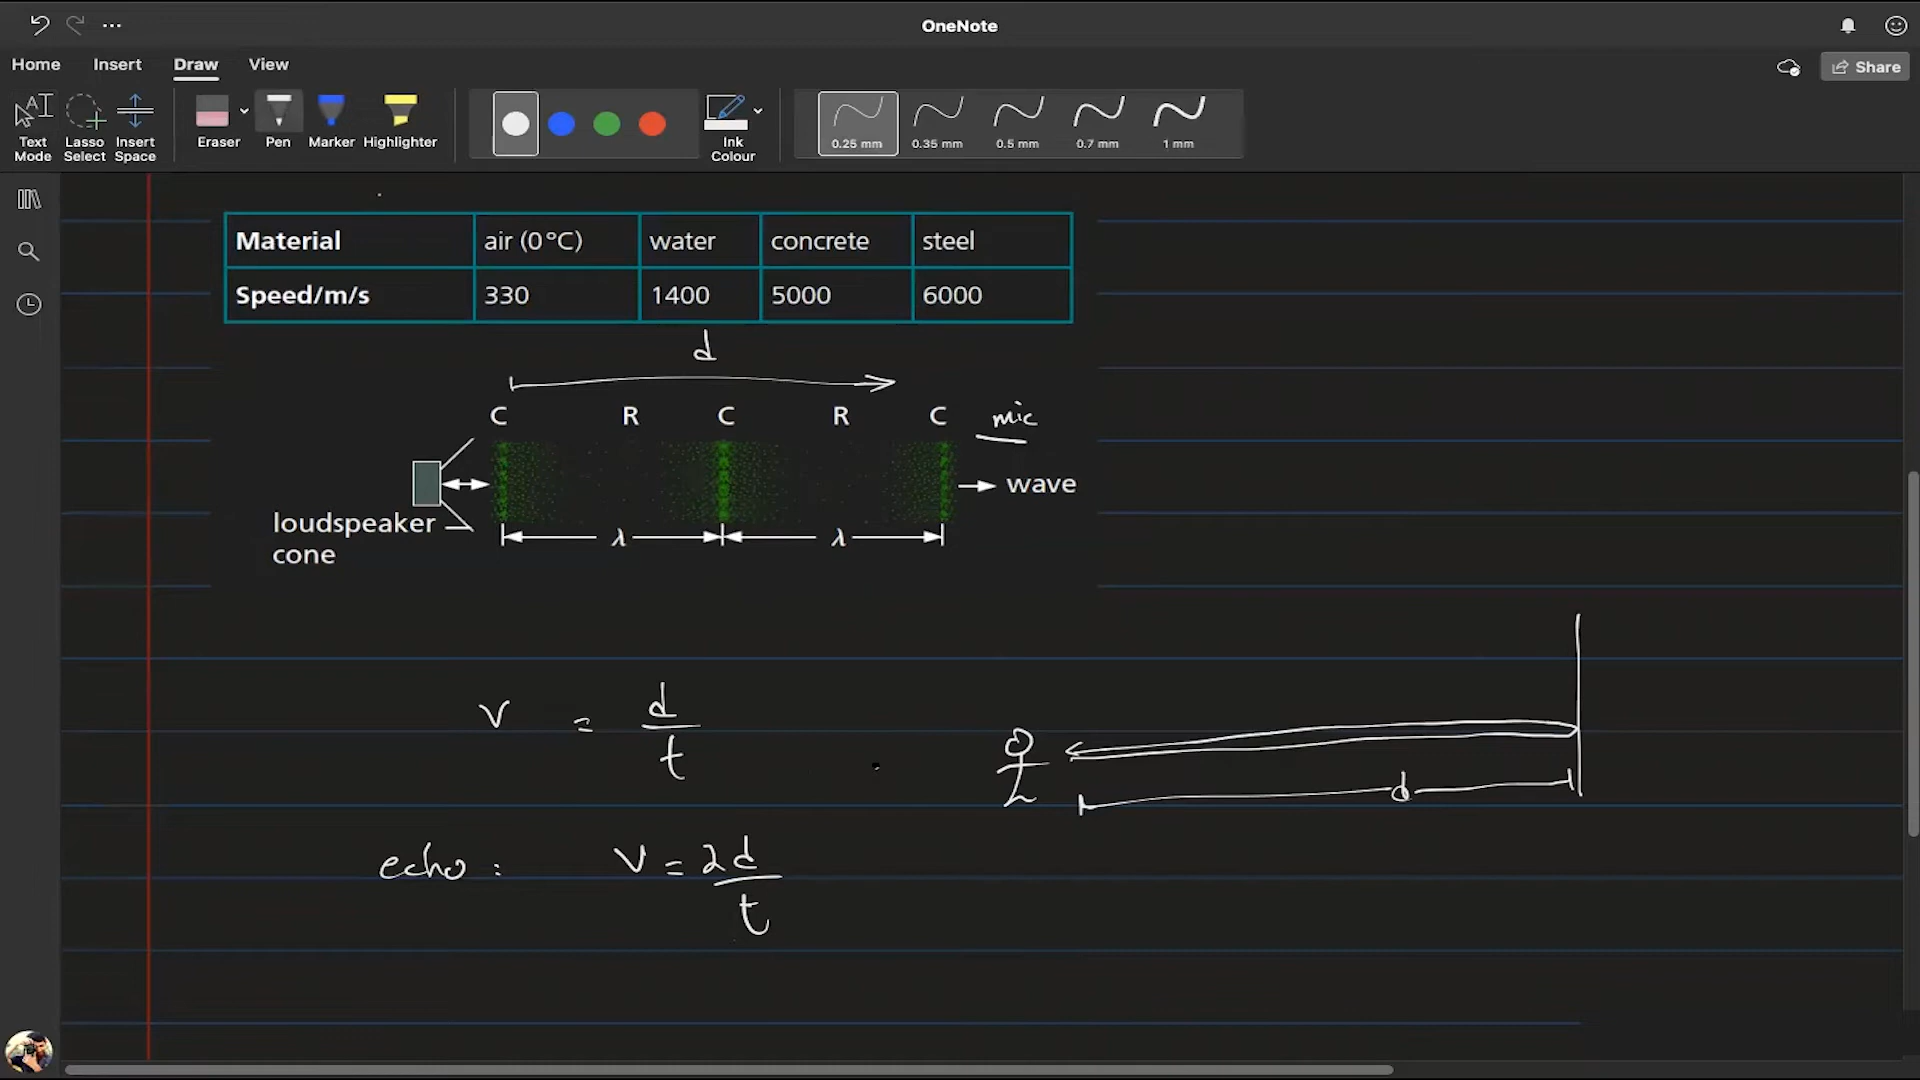 OneNote
Home Insert Draw View
Share
Text Mode
Lasso Select
Insert Space
Eraser
Pen
Marker
Highlighter
Ink Colour
0.25 mm
0.35 mm
0.5 mm
0.7 mm
1 mm
Material air (0 °C) water concrete steel
Speed/m/s 330 1400 5000 6000
d
C R C R C mic
wave
loudspeaker
cone
λ λ
v = d/t
d
echo : v = 2d/t